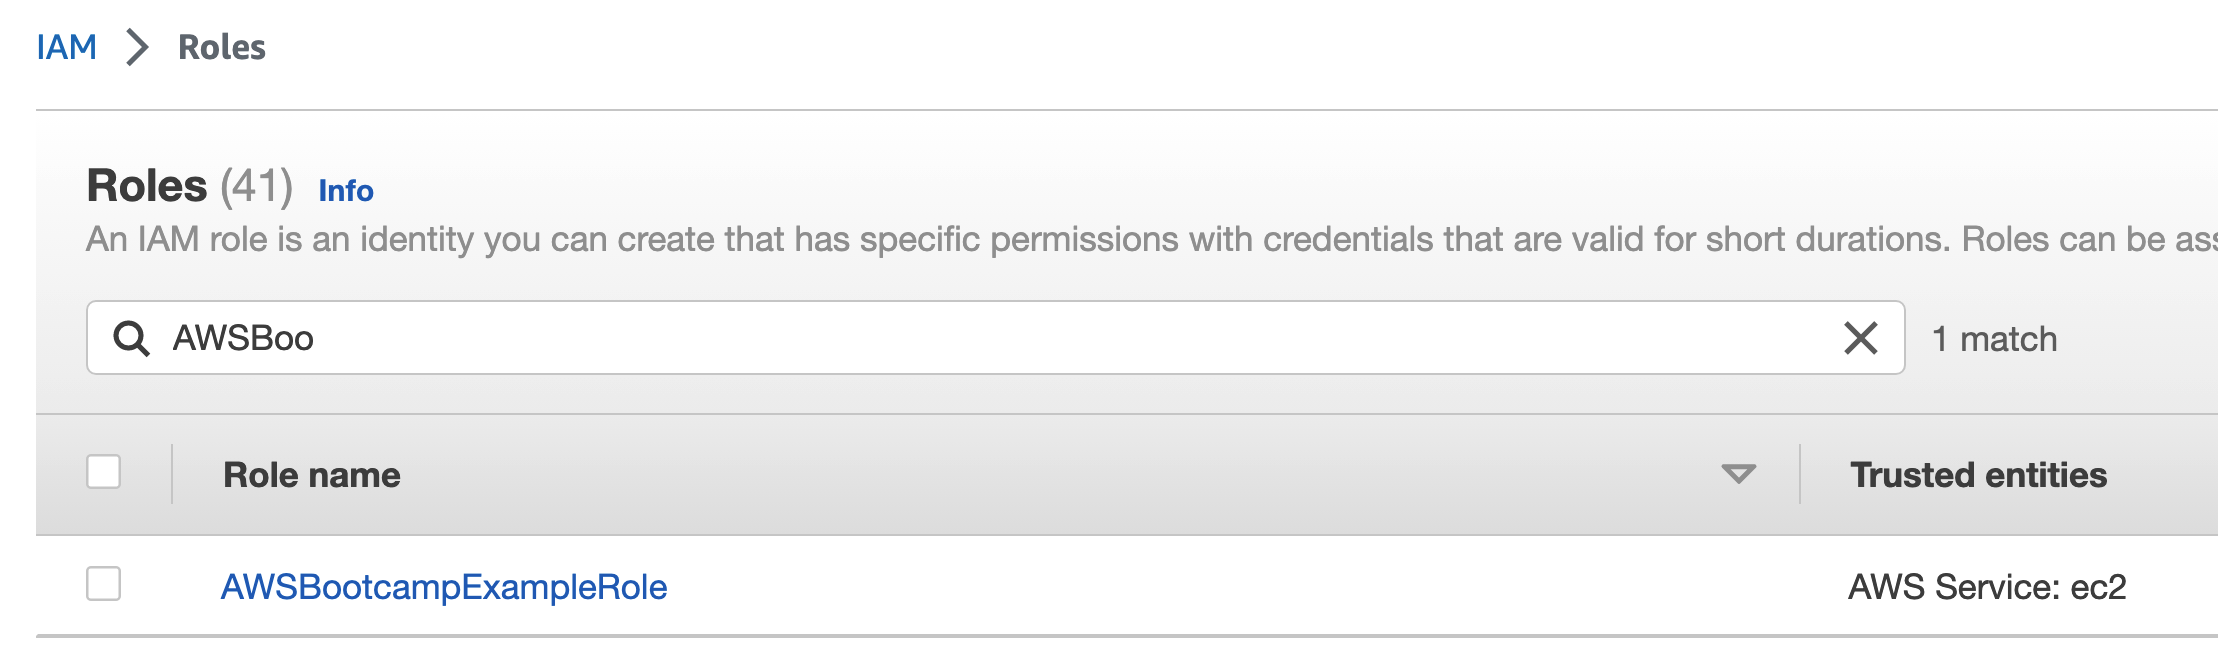 IAM > Roles
Roles (41) Info
An IAM role is an identity you can create that has specific permissions with credentials that are valid for short durations. Roles can be ass
AWSBoo
1 match
Role name
Trusted entities
AWSBootcampExampleRole
AWS Service: ec2